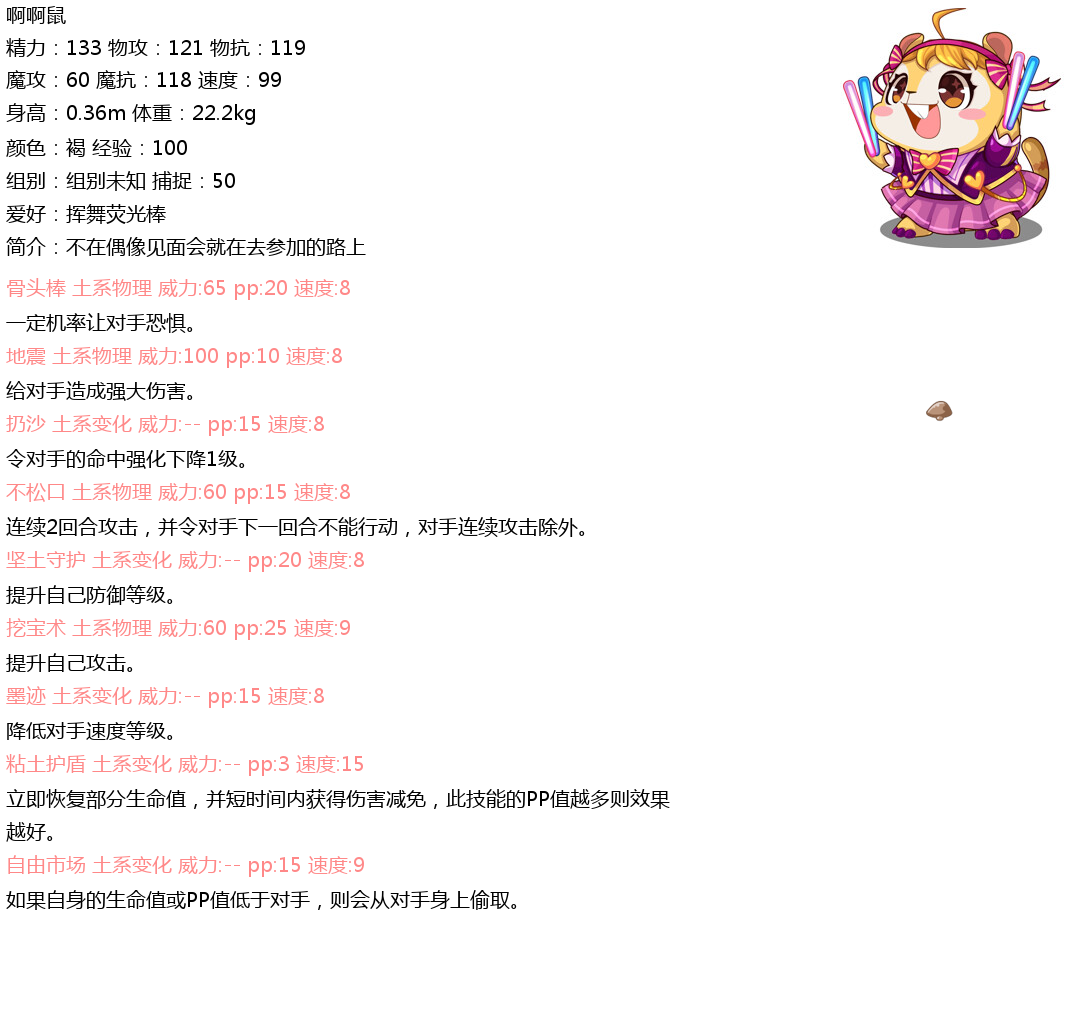 啊啊鼠
精力：133 物攻：121 物抗：119
魔攻：60 魔抗：118 速度：99
身高：0.36m 体重：22.2kg
颜色：褐 经验：100
组别：组别未知 捕捉：50
爱好：挥舞荧光棒
简介：不在偶像见面会就在去参加的路上
骨头棒 土系物理 威力:65 pp:20 速度:8
一定机率让对手恐惧。
地震 土系物理 威力:100 pp:10 速度:8
给对手造成强大伤害。
扔沙 土系变化 威力:-- pp:15 速度:8
令对手的命中强化下降1级。
不松口 土系物理 威力:60 pp:15 速度:8
连续2回合攻击，并令对手下一回合不能行动，对手连续攻击除外。
坚土守护 土系变化 威力:-- pp:20 速度:8
提升自己防御等级。
挖宝术 土系物理 威力:60 pp:25 速度:9
提升自己攻击。
墨迹 土系变化 威力:-- pp:15 速度:8
降低对手速度等级。
粘土护盾 土系变化 威力:-- pp:3 速度:15
立即恢复部分生命值，并短时间内获得伤害减免，此技能的PP值越多则效果
越好。
自由市场 土系变化 威力:-- pp:15 速度:9
如果自身的生命值或PP值低于对手，则会从对手身上偷取。